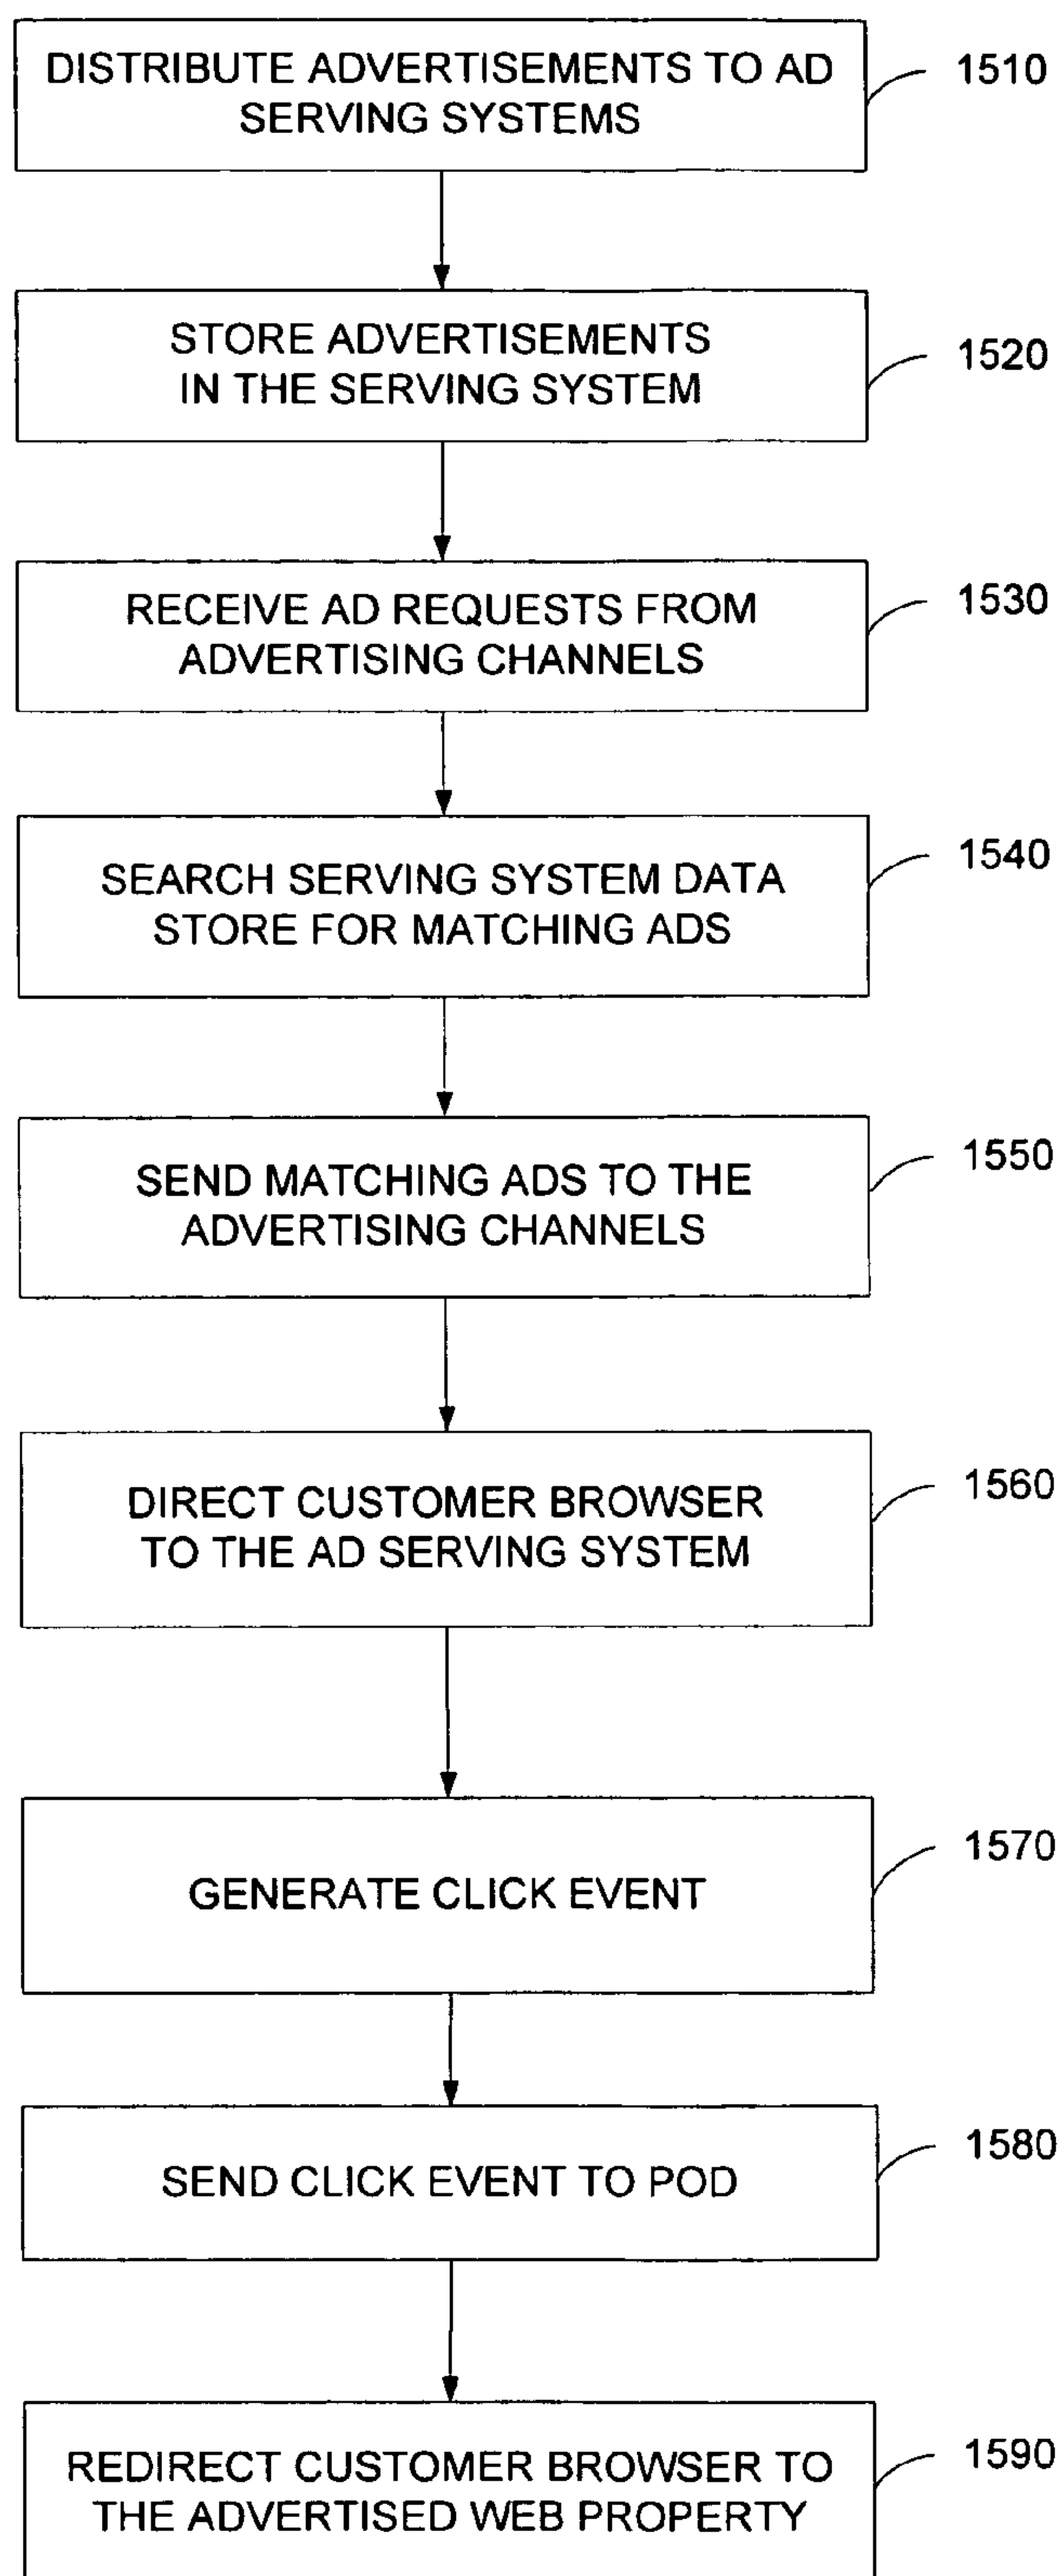 DISTRIBUTE ADVERTISEMENTS TO AD
SERVING SYSTEMS
1510
STORE ADVERTISEMENTS
IN THE SERVING SYSTEM
1520
RECEIVE AD REQUESTS FROM
ADVERTISING CHANNELS
1530
SEARCH SERVING SYSTEM DATA
STORE FOR MATCHING ADS
1540
SEND MATCHING ADS TO THE
ADVERTISING CHANNELS
1550
DIRECT CUSTOMER BROWSER
TO THE AD SERVING SYSTEM
1560
GENERATE CLICK EVENT
1570
SEND CLICK EVENT TO POD
1580
REDIRECT CUSTOMER BROWSER TO
THE ADVERTISED WEB PROPERTY
1590